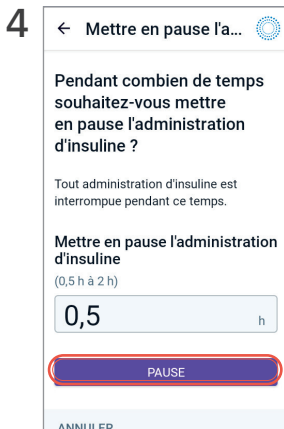 4
← Mettre en pause l'a...
Pendant combien de temps
souhaitez-vous mettre
en pause l'administration
d'insuline ?
Tout administration d'insuline est
interrompue pendant ce temps.
Mettre en pause l'administration
d'insuline
(0,5 h à 2 h)
0,5 h
PAUSE
ANNULER